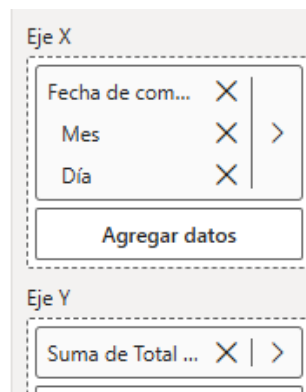 Eje X
Fecha de com...
Mes
Día
Agregar datos
Eje Y
Suma de Total ...